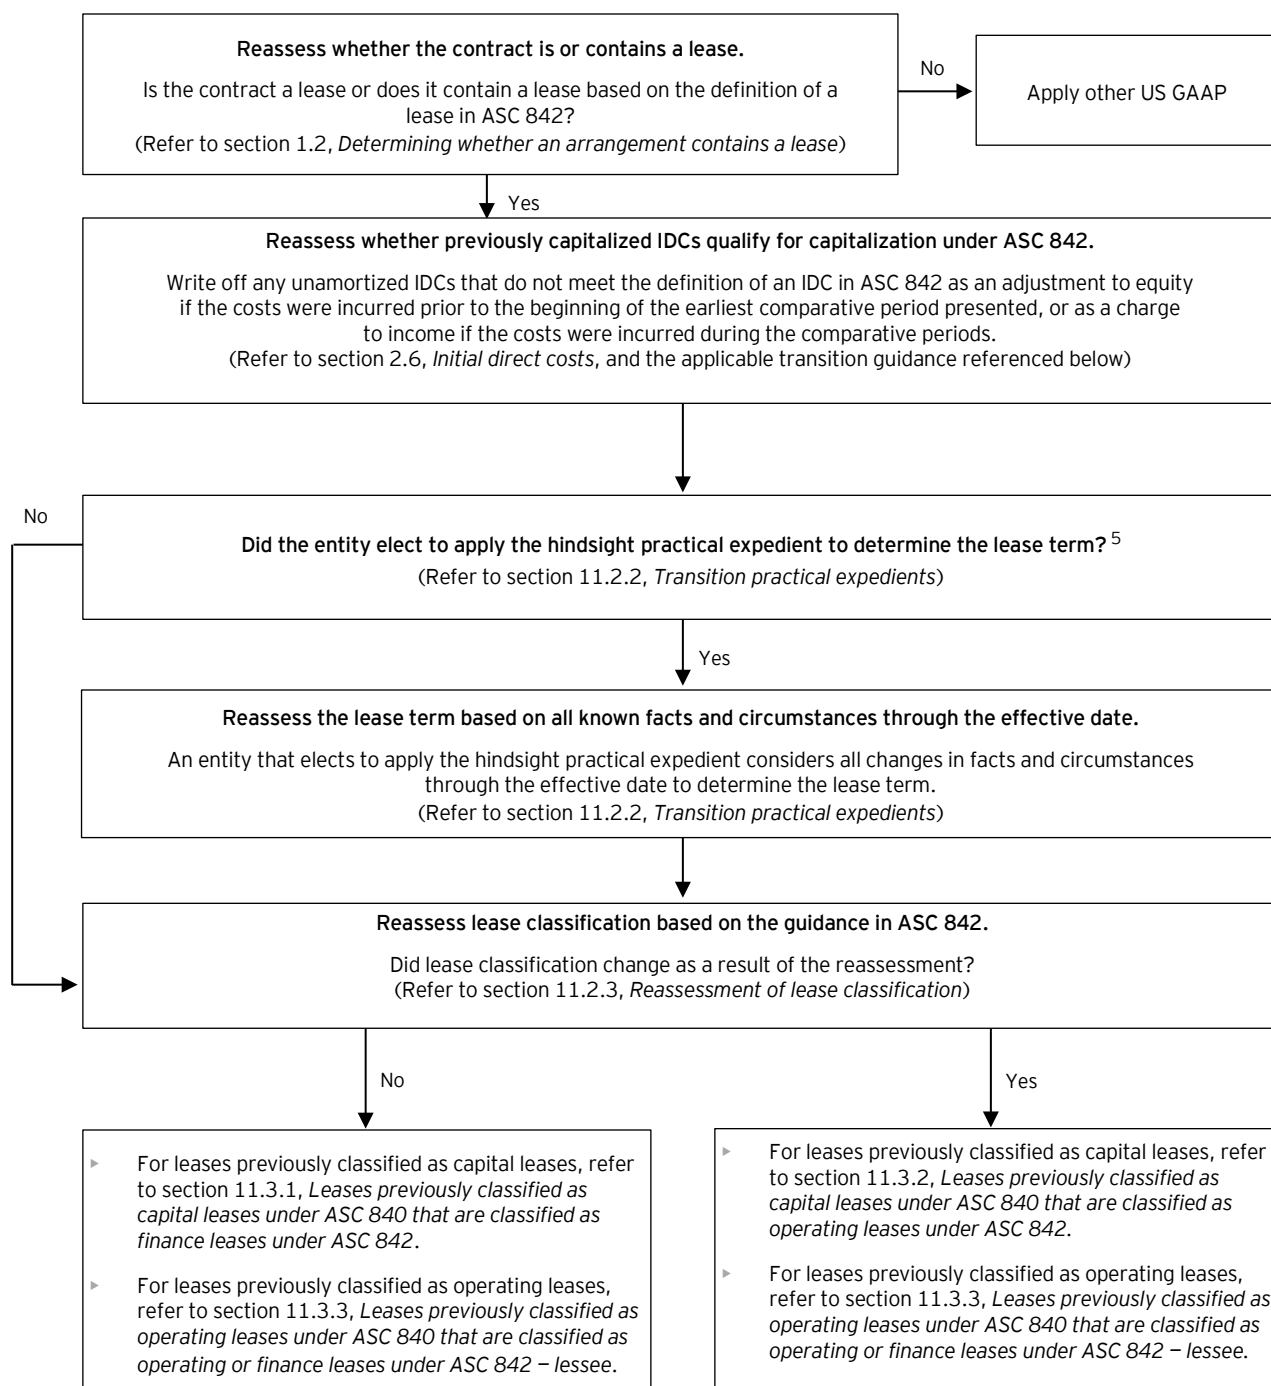 Reassess whether the contract is or contains a lease.
Is the contract a lease or does it contain a lease based on the definition of a
lease in ASC 842?
(Refer to section 1.2, Determining whether an arrangement contains a lease)
No
Apply other US GAAP
Yes
Reassess whether previously capitalized IDCs qualify for capitalization under ASC 842.
Write off any unamortized IDCs that do not meet the definition of an IDC in ASC 842 as an adjustment to equity
if the costs were incurred prior to the beginning of the earliest comparative period presented, or as a charge
to income if the costs were incurred during the comparative periods.
(Refer to section 2.6, Initial direct costs, and the applicable transition guidance referenced below)
No
Did the entity elect to apply the hindsight practical expedient to determine the lease term? 5
(Refer to section 11.2.2, Transition practical expedients)
Yes
Reassess the lease term based on all known facts and circumstances through the effective date.
An entity that elects to apply the hindsight practical expedient considers all changes in facts and circumstances
through the effective date to determine the lease term.
(Refer to section 11.2.2, Transition practical expedients)
Reassess lease classification based on the guidance in ASC 842.
Did lease classification change as a result of the reassessment?
(Refer to section 11.2.3, Reassessment of lease classification)
No
Yes
For leases previously classified as capital leases, refer
to section 11.3.1, Leases previously classified as
capital leases under ASC 840 that are classified as
finance leases under ASC 842.
For leases previously classified as operating leases,
refer to section 11.3.3, Leases previously classified as
operating leases under ASC 840 that are classified as
operating or finance leases under ASC 842 – lessee.
For leases previously classified as capital leases, refer
to section 11.3.2, Leases previously classified as
capital leases under ASC 840 that are classified as
operating leases under ASC 842.
For leases previously classified as operating leases,
refer to section 11.3.3, Leases previously classified as
operating leases under ASC 840 that are classified as
operating or finance leases under ASC 842 – lessee.